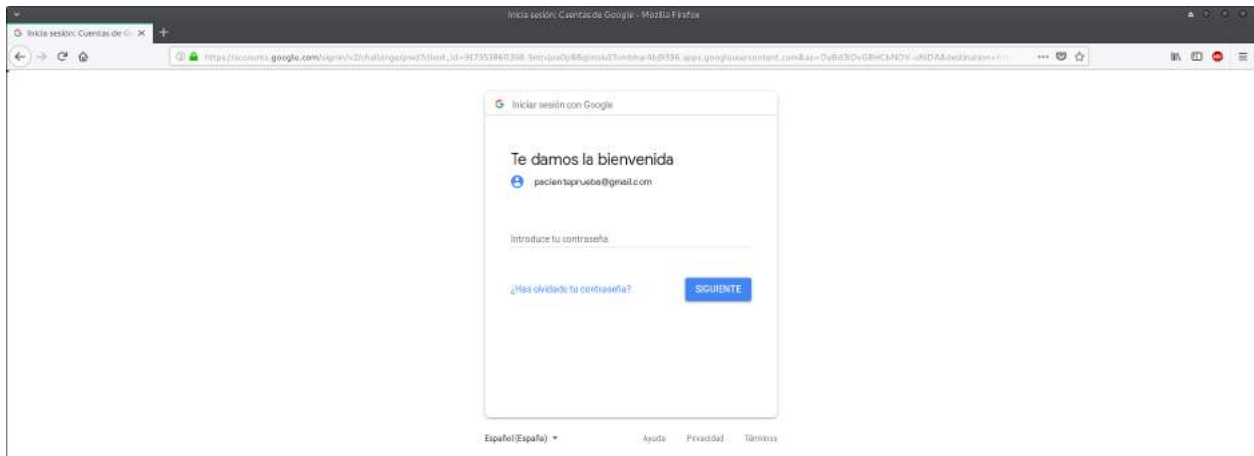 Inicia sesión: Cuentas de Google - Mozilla Firefox
Inicia sesión: Cuentas de G
Iniciar sesión con Google
Te damos la bienvenida
pacienteprueba@gmail.com
Introduce tu contraseña
¿Has olvidado tu contraseña?
SIGUIENTE
Español (España)
Ayuda Privacidad Términos